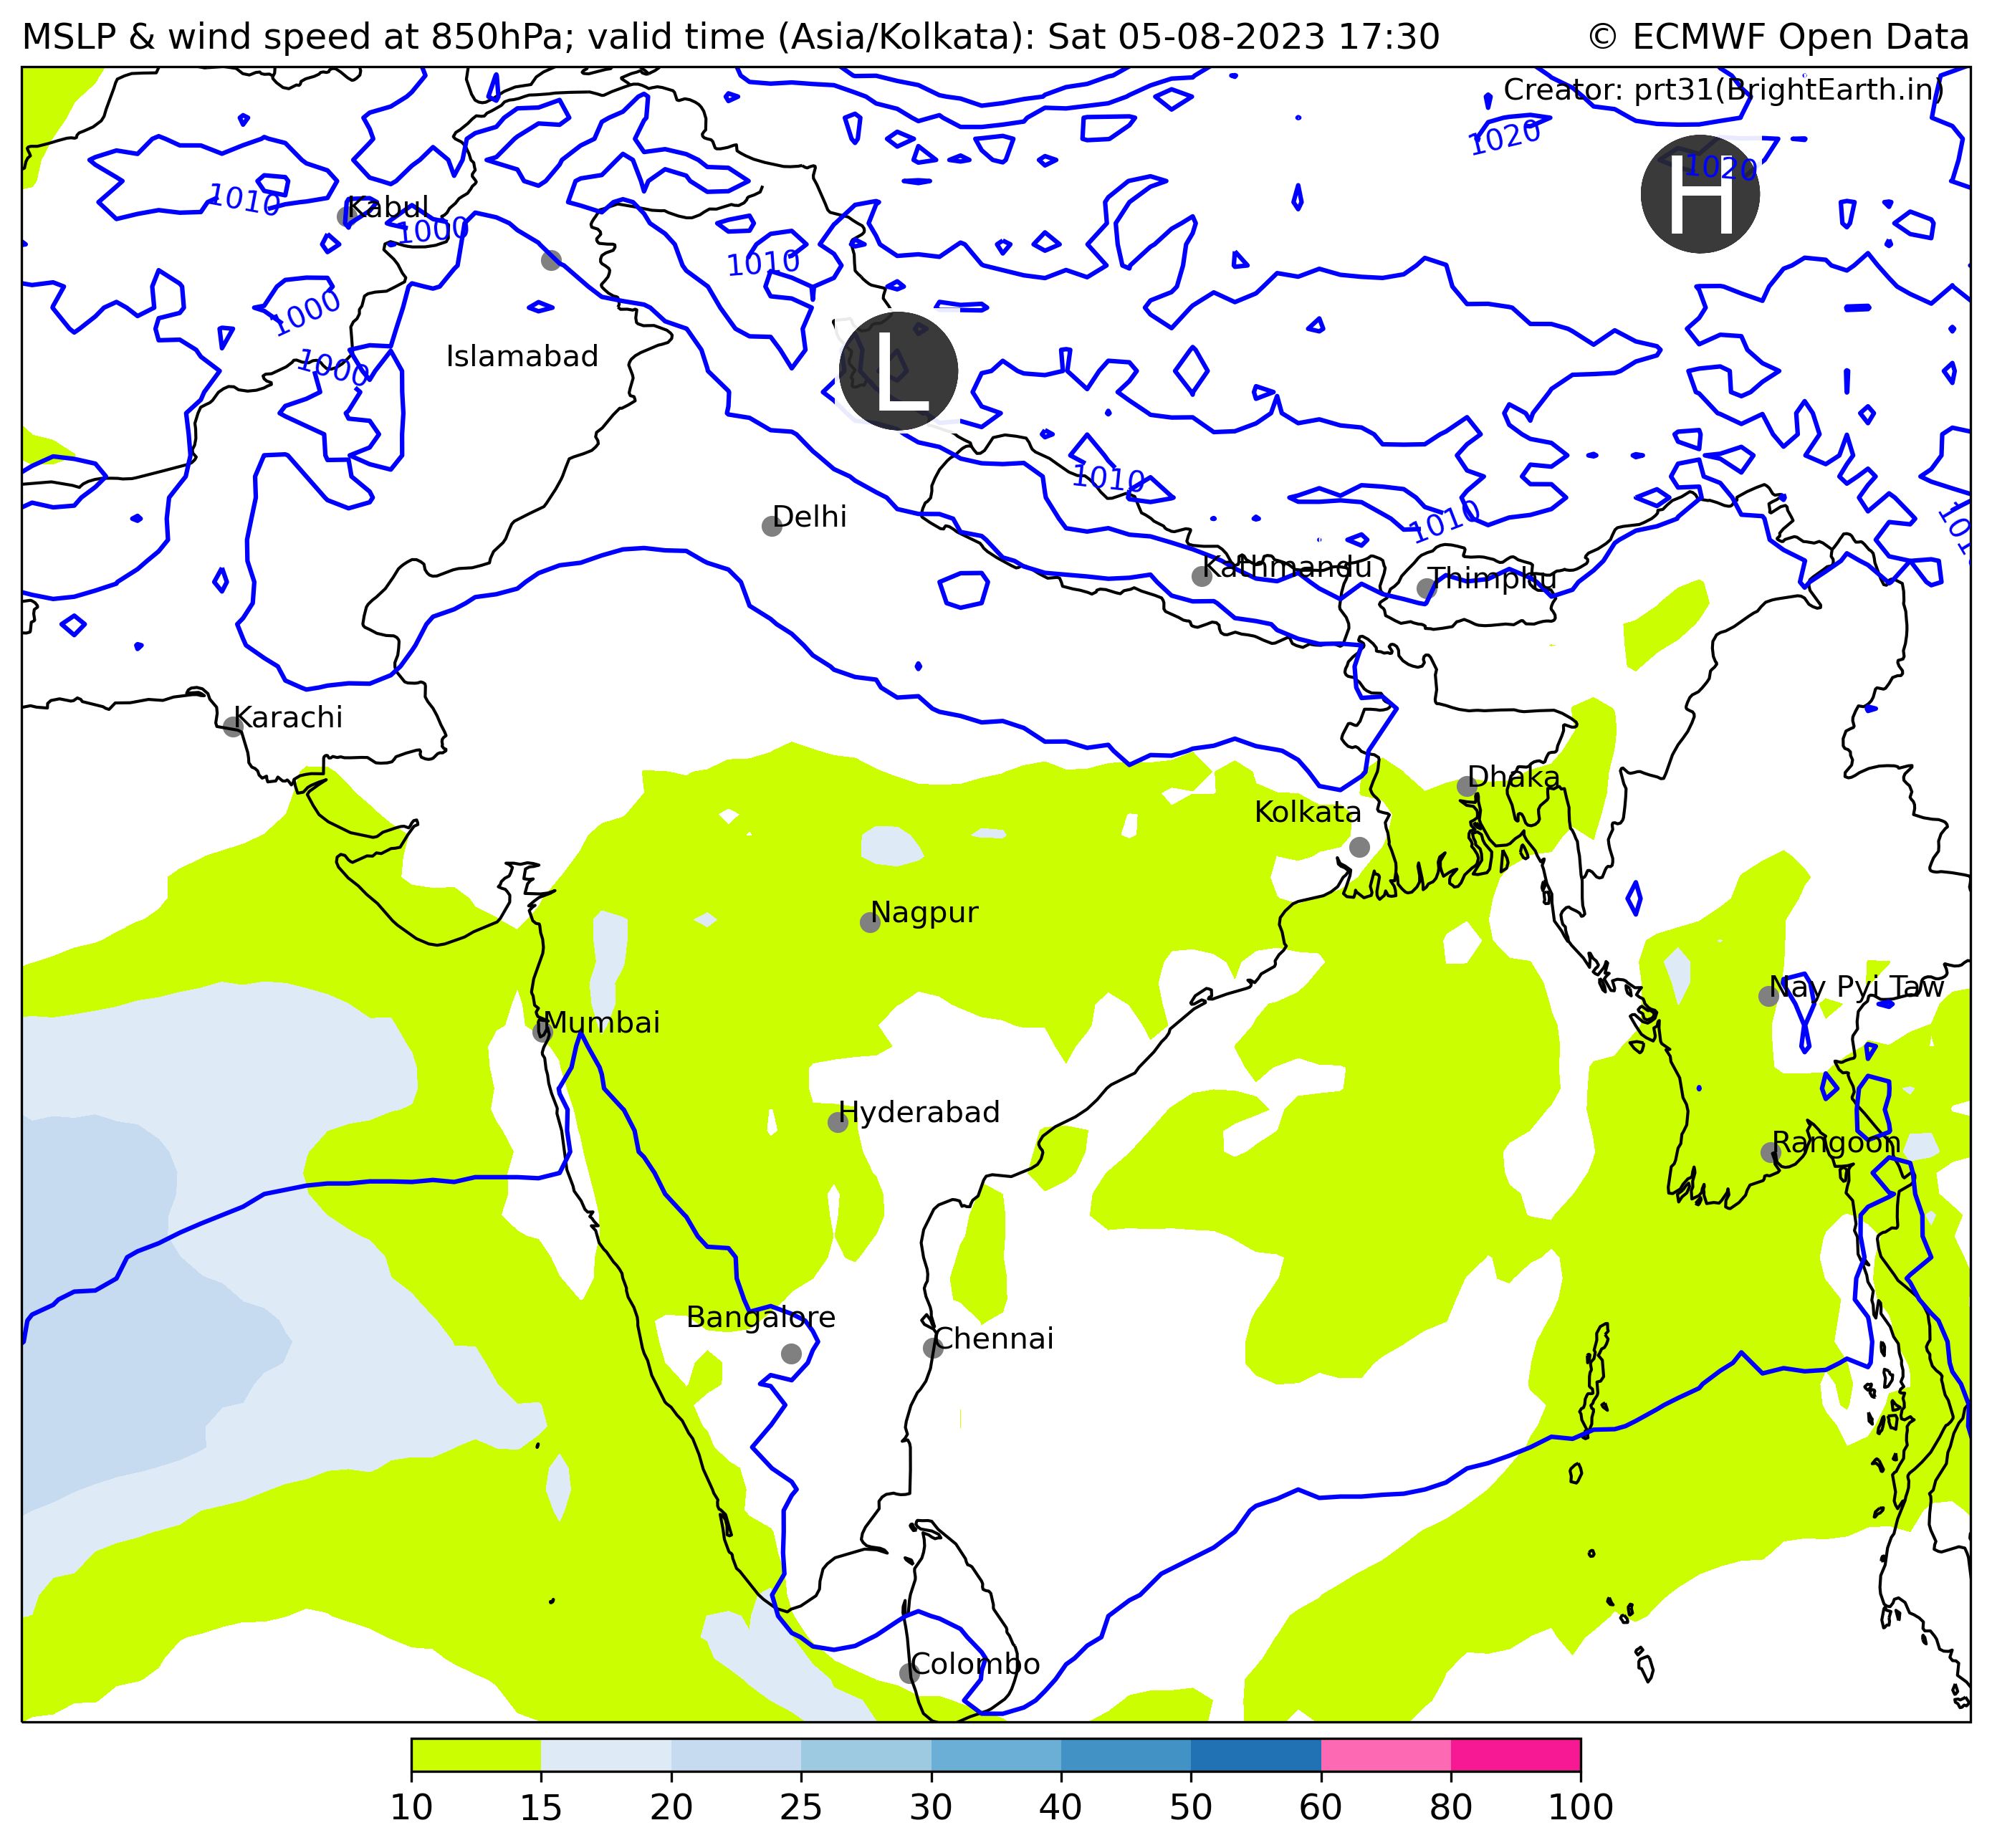 MSLP & wind speed at 850hPa; valid time (Asia/Kolkata): Sat 05-08-2023 17:30
© ECMWF Open Data
Creator: prt31(BrightEarth.in)
1020
1020
H
1010
Kabul
1000
1010
1000
1000
Islamabad
L
1010
1010
Delhi
Kathmandu
Thimphu
Karachi
Dhaka
Kolkata
Nagpur
Nay Pyi Taw
Mumbai
Hyderabad
Rangoon
Bangalore
Chennai
Colombo
10 15 20 25 30 40 50 60 80 100